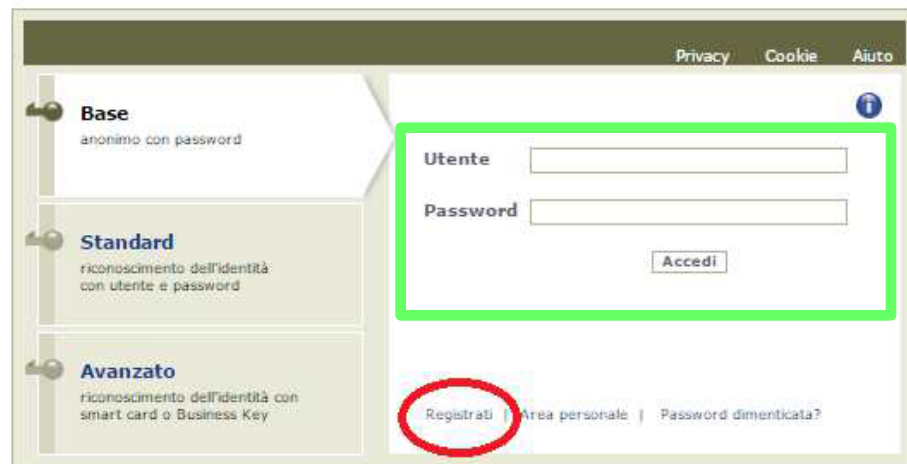 Privacy Cookie Aiuto
Base
anonimo con password
Standard
riconoscimento dell'identità
con utente e password
Avanzato
riconoscimento dell'identità con
smart card o Business Key
Utente
Password
Accedi
Registrati | Area personale | Password dimenticata?